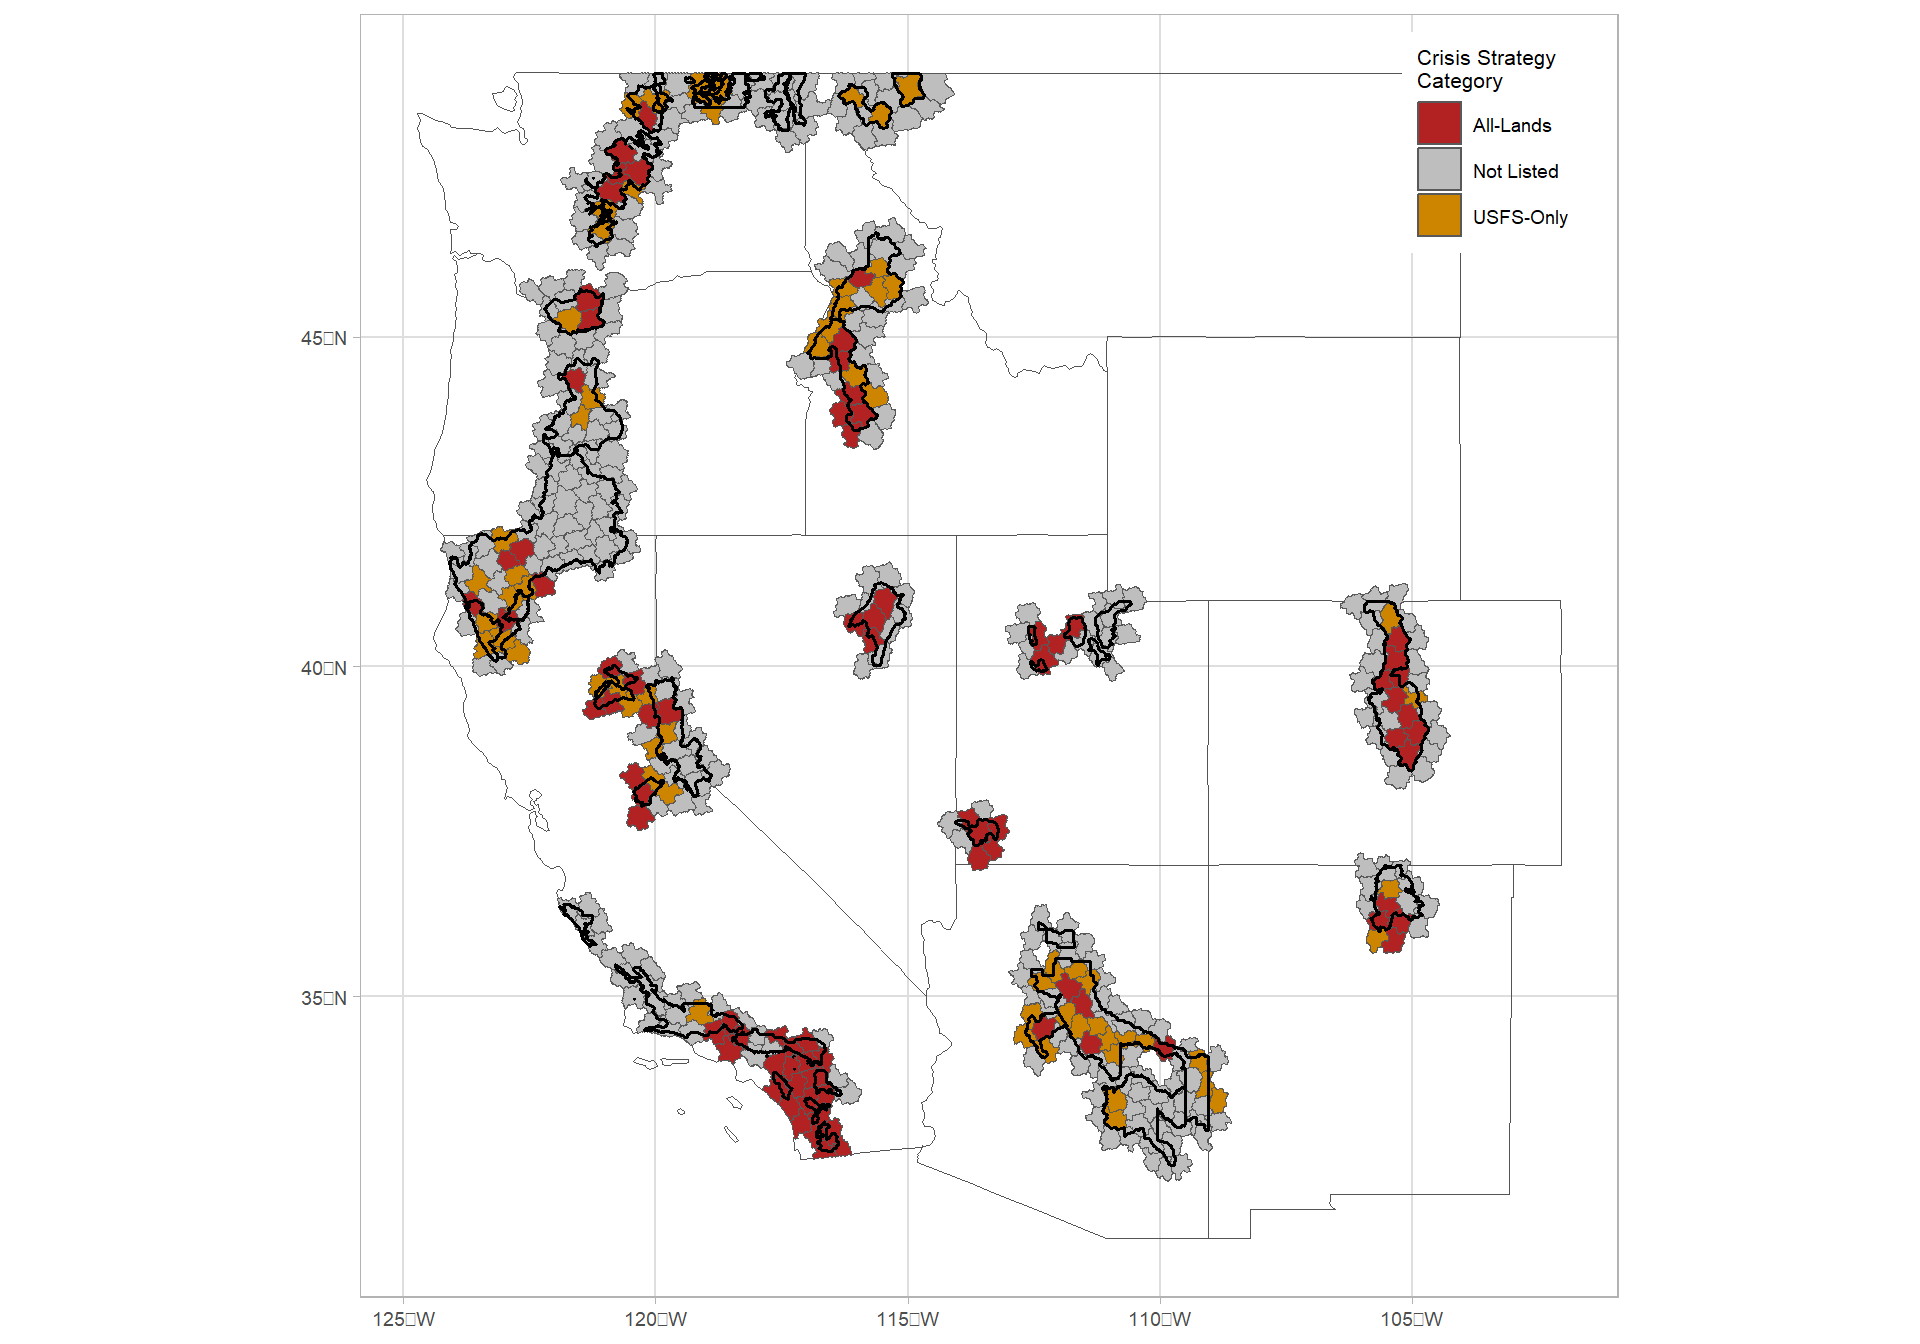 Crisis Strategy
Category
All-Lands
Not Listed
USFS-Only
45□N
40□N
35□N
125□W
120□W
115□W
110□W
105□W